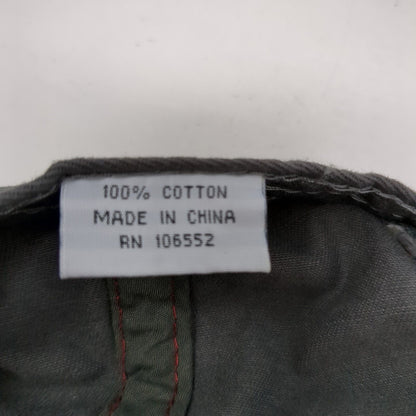 100% COTTON
MADE IN CHINA
RN 106552